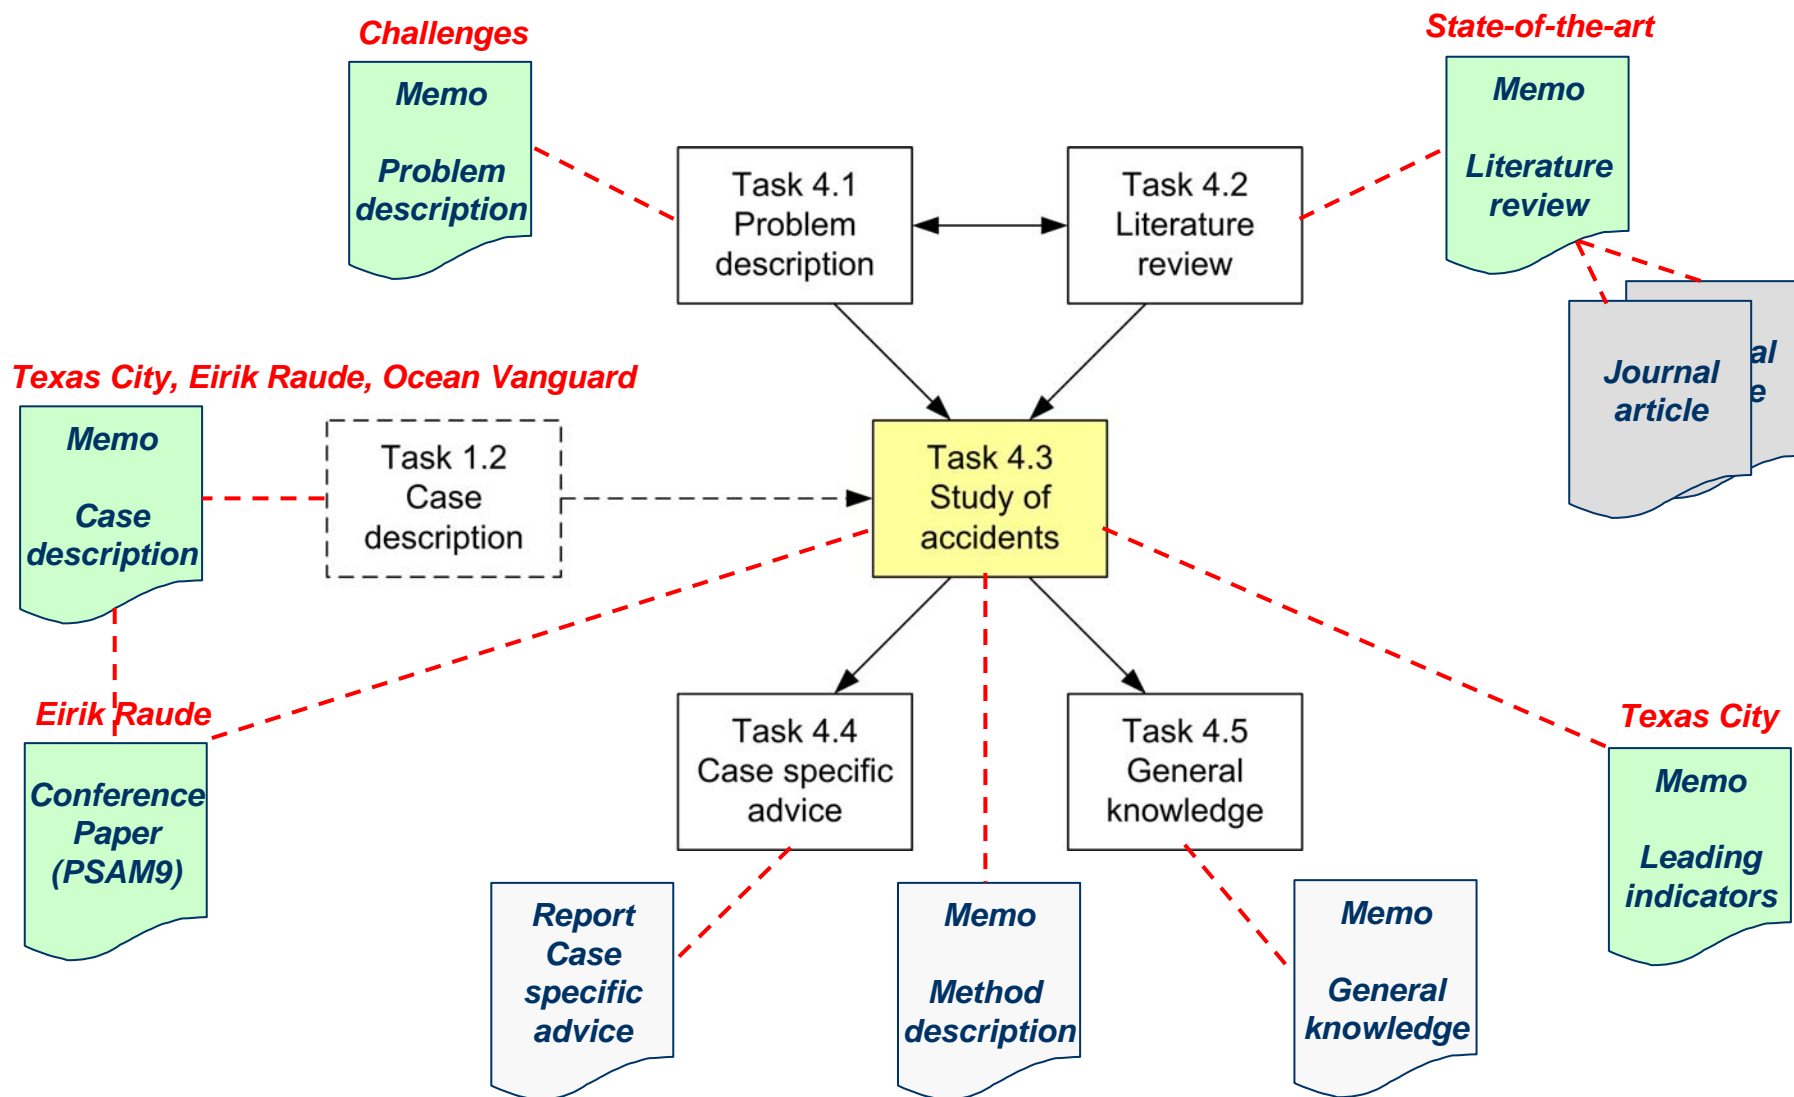 Challenges
State-of-the-art
Memo
Problem
description
Task 4.1
Problem
description
Task 4.2
Literature
review
Memo
Literature
review
Journal
article
al
e
Texas City, Eirik Raude, Ocean Vanguard
Memo
Case
description
Task 1.2
Case
description
Task 4.3
Study of
accidents
Eirik Raude
Conference
Paper
(PSAM9)
Task 4.4
Case specific
advice
Task 4.5
General
knowledge
Texas City
Memo
Leading
indicators
Report
Case
specific
advice
Memo
Method
description
Memo
General
knowledge